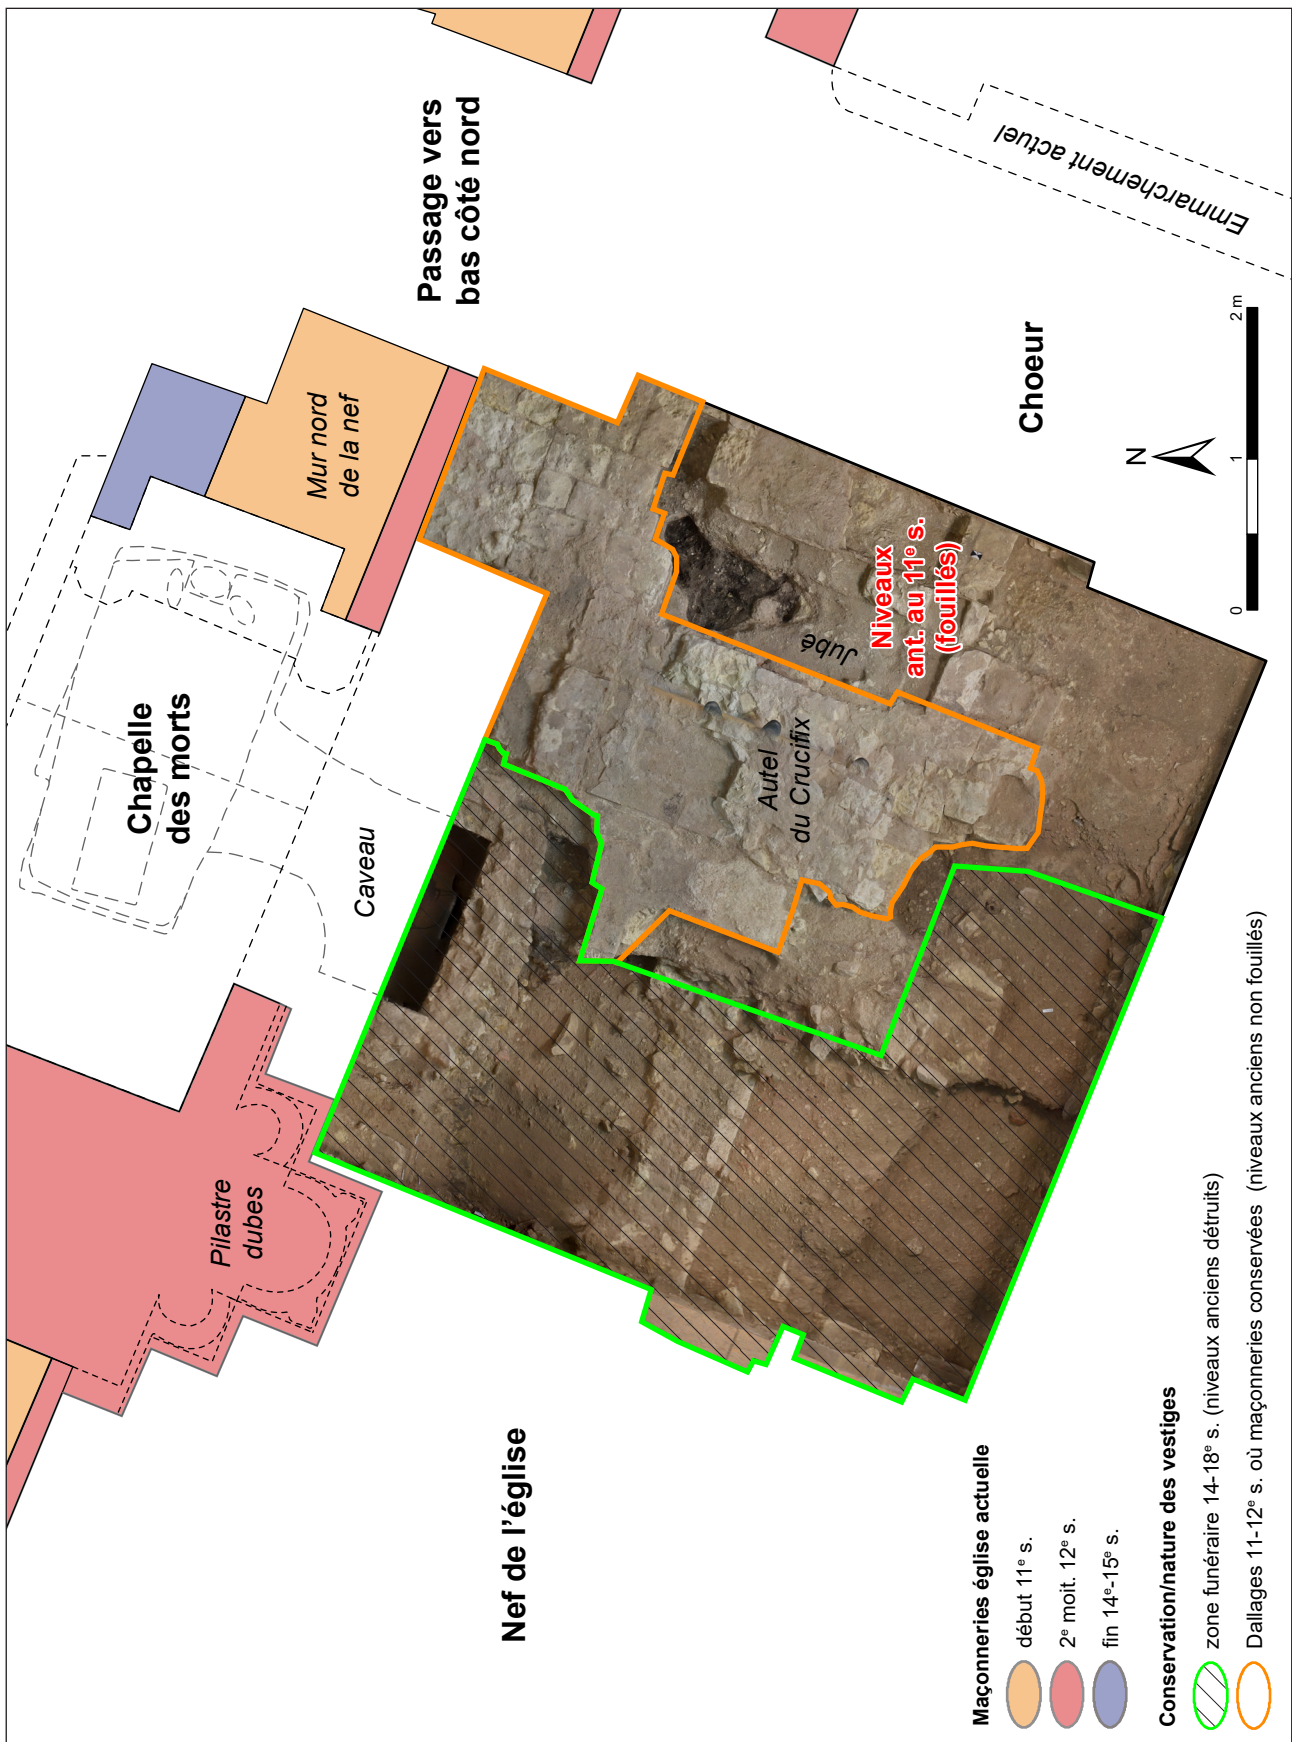 Passage vers
bas côté nord
Emmarchement actuel
Mur nord
de la nef
Choeur
N
0
1
2 m
Chapelle
des morts
Niveaux
ant. au 11e s.
(fouillés)
Jubé
Autel
du Crucifix
Caveau
Pilastre
dubes
Nef de l'église
Maçonneries église actuelle
début 11e s.
2e moit. 12e s.
fin 14e-15e s.
Conservation/nature des vestiges
zone funéraire 14-18e s. (niveaux anciens détruits)
Dallages 11-12e s. où maçonneries conservées (niveaux anciens non fouillés)